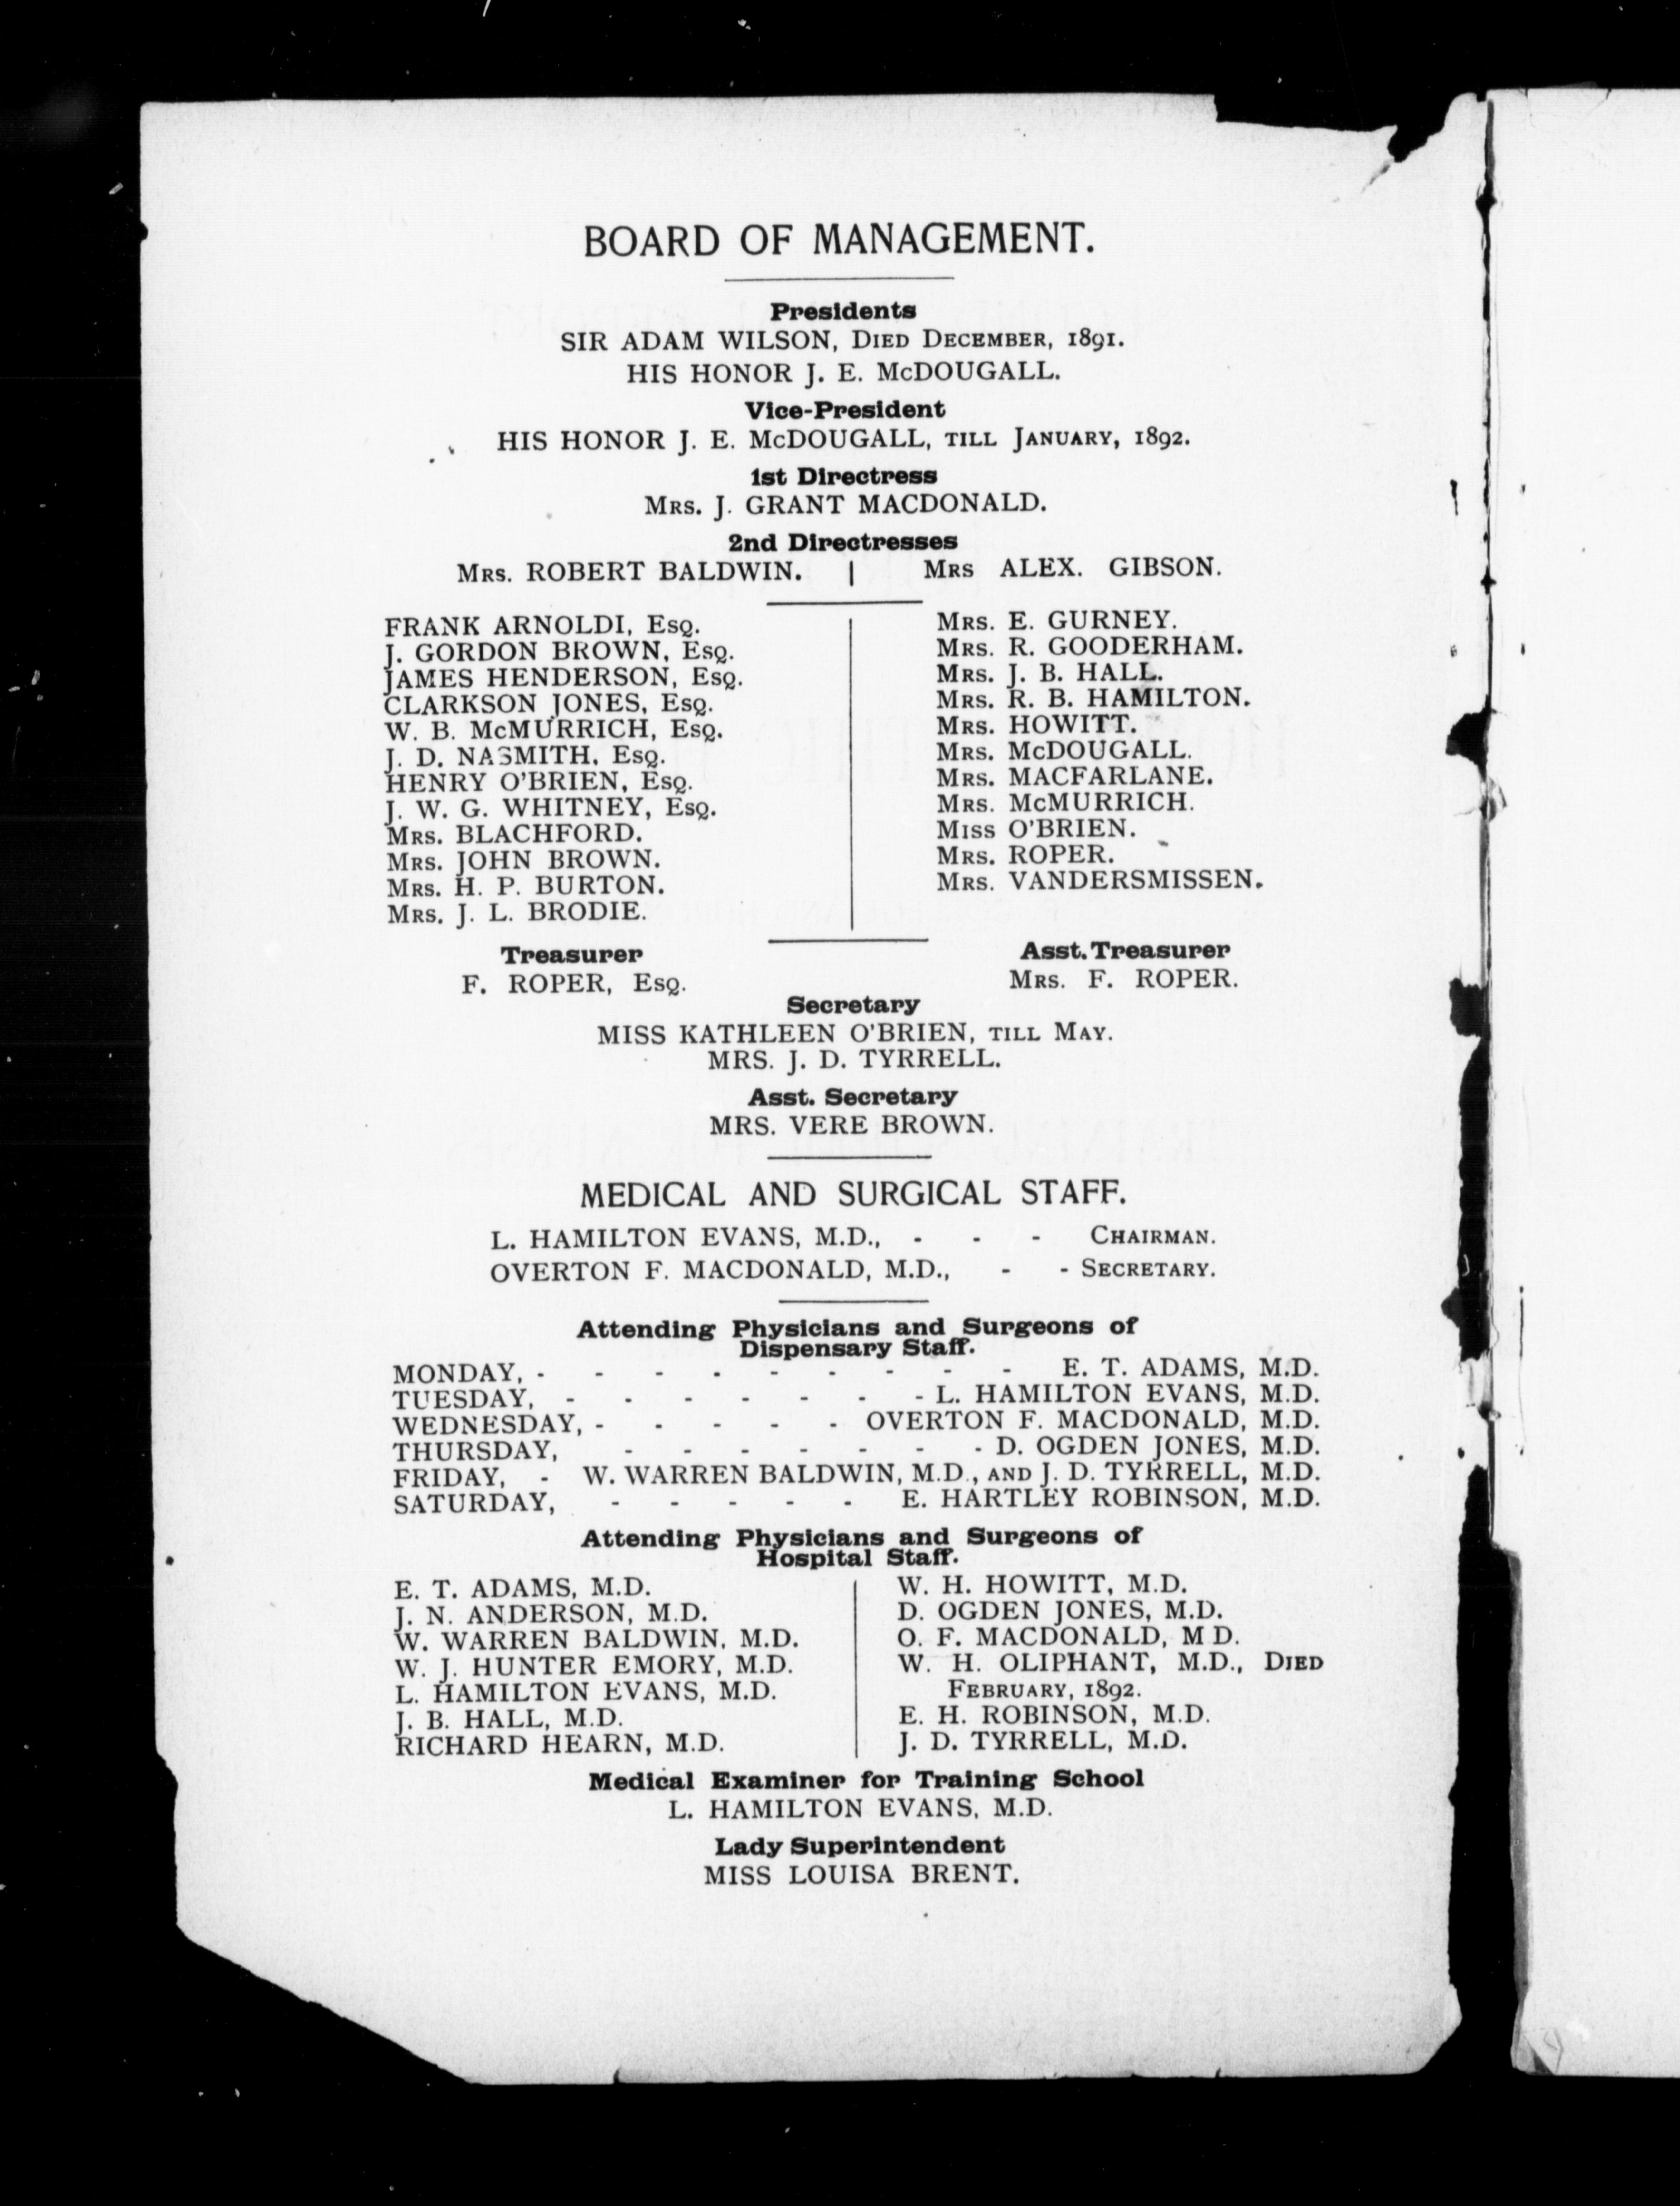 BOARD OF MANAGEMENT.
Presidents
SIR ADAM WILSON, DIED DECEMBER, 1891.
HIS HONOR J. E. McDOUGALL.
Vice-President
HIS HONOR J. E. McDOUGALL, TILL JANUARY, 1892.
1st Directress
MRS. J. GRANT MACDONALD.
2nd Directresses
MRS. ROBERT BALDWIN. | MRS ALEX. GIBSON.
FRANK ARNOLDI, ESQ.
J. GORDON BROWN, ESQ.
JAMES HENDERSON, ESQ.
CLARKSON JONES, ESQ.
W. B. McMURRICH, ESQ.
J. D. NASMITH, ESQ.
HENRY O'BRIEN, ESQ.
J. W. G. WHITNEY, ESQ.
MRS. BLACHFORD.
MRS. JOHN BROWN.
MRS. H. P. BURTON.
MRS. J. L. BRODIE.
MRS. E. GURNEY.
MRS. R. GOODERHAM.
MRS. J. B. HALL.
MRS. R. B. HAMILTON.
MRS. HOWITT.
MRS. McDOUGALL.
MRS. MACFARLANE.
MRS. McMURRICH.
MISS O'BRIEN.
MRS. ROPER.
MRS. VANDERSMISSEN.
Treasurer
F. ROPER, ESQ.
Asst. Treasurer
MRS. F. ROPER.
Secretary
MISS KATHLEEN O'BRIEN, TILL MAY.
MRS. J. D. TYRRELL.
Asst. Secretary
MRS. VERE BROWN.
MEDICAL AND SURGICAL STAFF.
L. HAMILTON EVANS, M.D., - - - CHAIRMAN.
OVERTON F. MACDONALD, M.D., - - SECRETARY.
Attending Physicians and Surgeons of
Dispensary Staff.
MONDAY, - - - - - - - - - E. T. ADAMS, M.D.
TUESDAY, - - - - - - - L. HAMILTON EVANS, M.D.
WEDNESDAY, - - - - - OVERTON F. MACDONALD, M.D.
THURSDAY, - - - - - - - D. OGDEN JONES, M.D.
FRIDAY, - W. WARREN BALDWIN, M.D., AND J. D. TYRRELL, M.D.
SATURDAY, - - - - - E. HARTLEY ROBINSON, M.D.
Attending Physicians and Surgeons of
Hospital Staff.
E. T. ADAMS, M.D.
J. N. ANDERSON, M.D.
W. WARREN BALDWIN, M.D.
W. J. HUNTER EMORY, M.D.
L. HAMILTON EVANS, M.D.
J. B. HALL, M.D.
RICHARD HEARN, M.D.
W. H. HOWITT, M.D.
D. OGDEN JONES, M.D.
O. F. MACDONALD, M D.
W. H. OLIPHANT, M.D., DIED
FEBRUARY, 1892.
E. H. ROBINSON, M.D.
J. D. TYRRELL, M.D.
Medical Examiner for Training School
L. HAMILTON EVANS, M.D.
Lady Superintendent
MISS LOUISA BRENT.